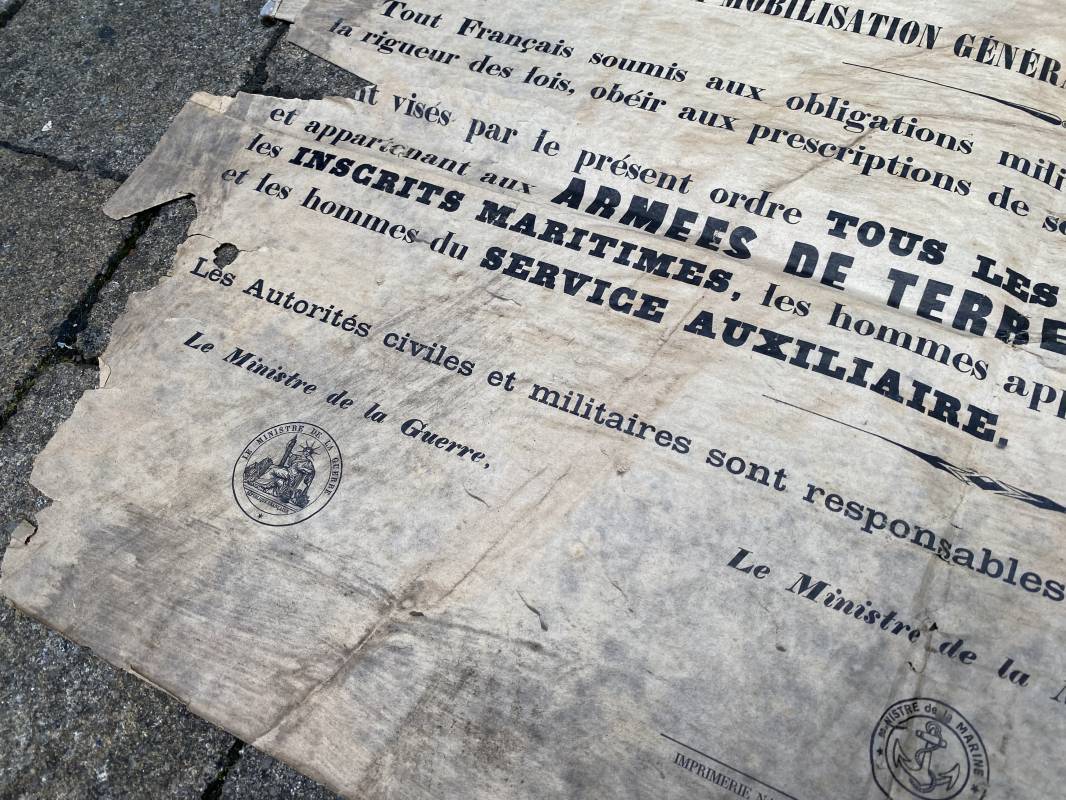 MOBILISATION GÉNÉRA
Tout Français soumis aux obligations mili
la rigueur des lois, obéir aux prescriptions de s
nt visés par le présent ordre TOUS LES
et appartenant aux ARMÉES DE TERRE
les INSCRITS MARITIMES, les hommes app
et les hommes du SERVICE AUXILIAIRE.
Les Autorités civiles et militaires sont responsables
Le Ministre de la Guerre,
LE MINISTRE DE LA GUERRE
Le Ministre de la
MINISTRE de la MARINE
IMPRIMERIE NA